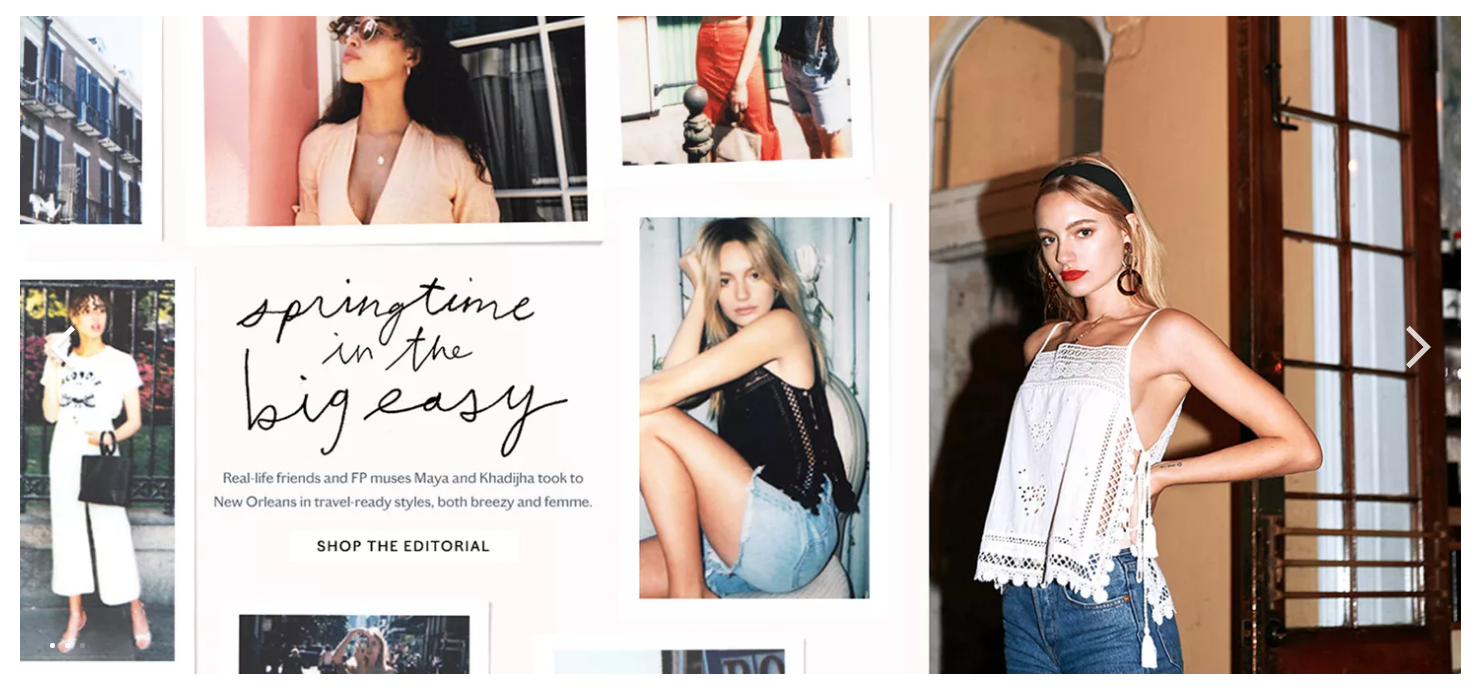 springtime
in the
big easy
Real-life friends and FP muses Maya and Khadijha took to
New Orleans in travel-ready styles, both breezy and femme.
SHOP THE EDITORIAL